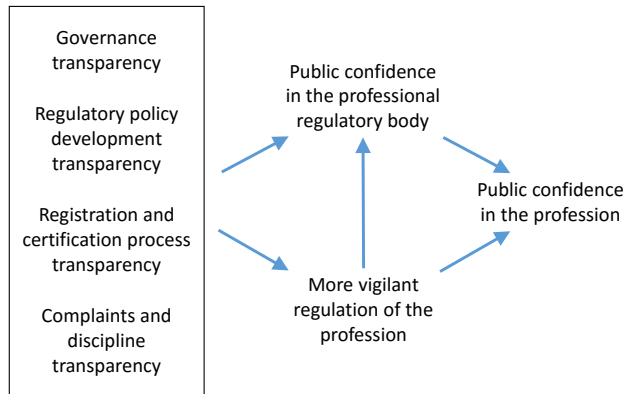 Governance
transparency
Regulatory policy
development
transparency
Registration and
certification process
transparency
Complaints and
discipline
transparency
Public confidence
in the professional
regulatory body
More vigilant
regulation of the
profession
Public confidence
in the profession